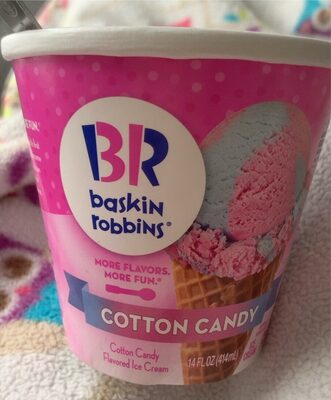 BR
baskin
robbins®
MORE FLAVORS.
MORE FUN.®
COTTON CANDY
Cotton Candy
Flavored Ice Cream
14 FL OZ (414mL)